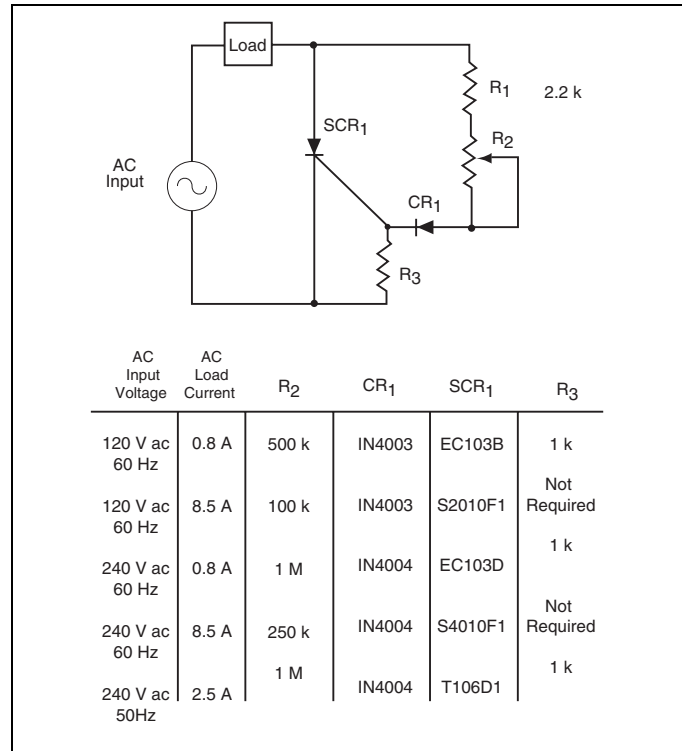 Load
R1
2.2 k
SCR1
R2
AC
Input
CR1
R3
AC
Input
Voltage
AC
Load
Current
R2
CR1
SCR1
R3
120 V ac
60 Hz
0.8 A
500 k
IN4003
EC103B
1 k
120 V ac
60 Hz
8.5 A
100 k
IN4003
S2010F1
Not
Required
240 V ac
60 Hz
0.8 A
1 M
IN4004
EC103D
1 k
240 V ac
60 Hz
8.5 A
250 k
IN4004
S4010F1
Not
Required
240 V ac
50Hz
2.5 A
1 M
IN4004
T106D1
1 k